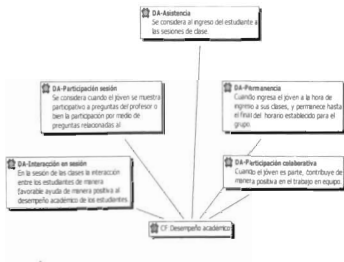 DA-Asistencia
Se considera al ingreso del estudiante a
las sesiones de clase.
DA-Participación sesión
Se considera cuando el joven se muestra
participativo a preguntas del profesor o
bien la participación por medio de
preguntas relacionadas al
DA-Permanencia
Cuando ingresa el joven a la hora de
ingreso a sus clases, y permanece hasta
el final del horario establecido para el
grupo.
DA-Interacción en sesión
En la sesión de las clases la interacción
entre los estudiantes de manera
favorable ayuda de manera positiva al
desempeño académico de los estudiantes.
DA-Participación colaborativa
Cuando el joven es parte, contribuye de
manera positiva en el trabajo en equipo.
CF Desempeño académico